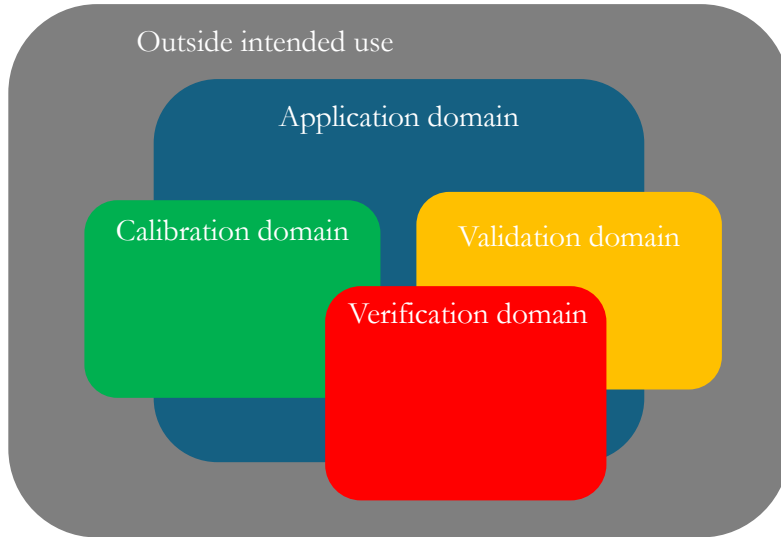 Outside intended use
Application domain
Calibration domain
Validation domain
Verification domain